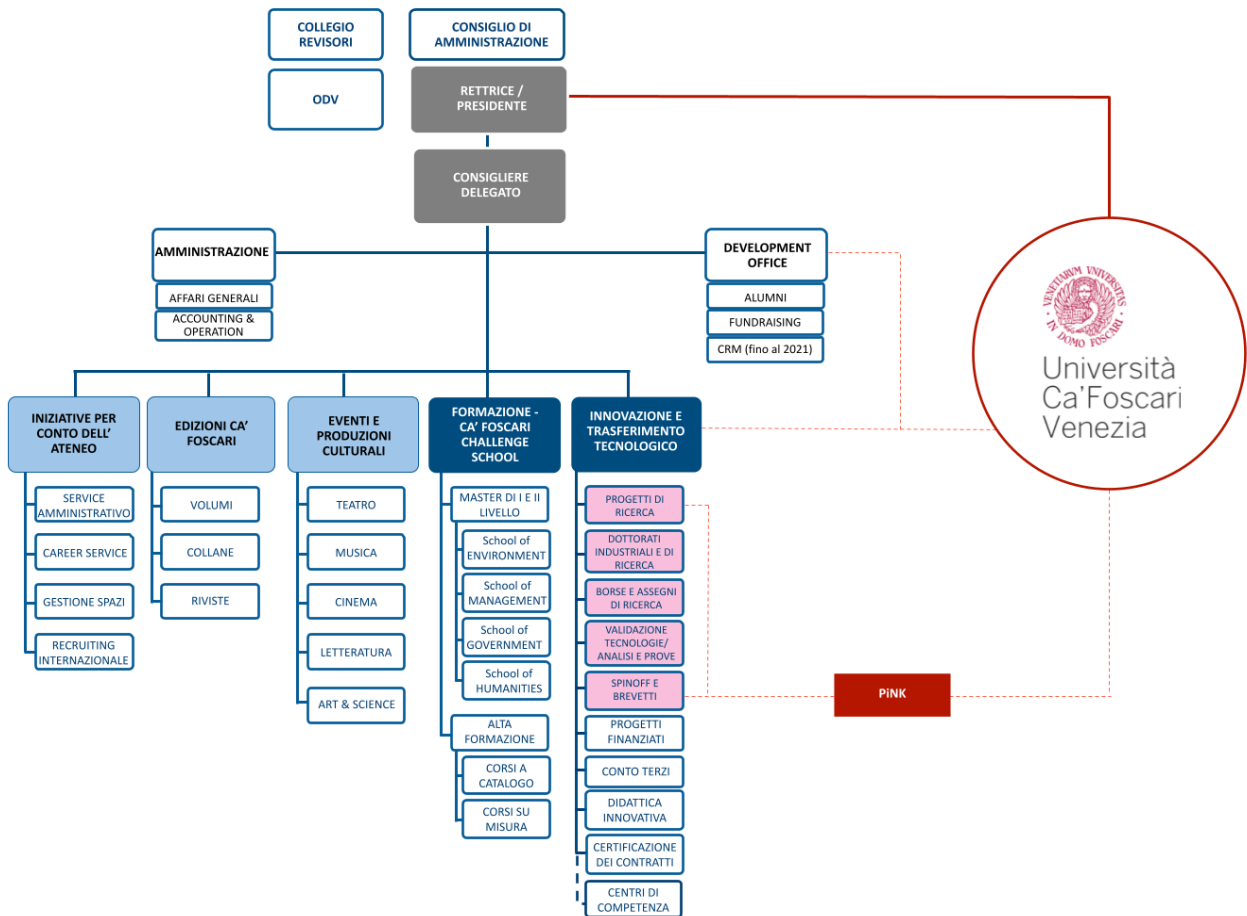 COLLEGIO
REVISORI
CONSIGLIO DI
AMMINISTRAZIONE
ODV
RETTRICE /
PRESIDENTE
CONSIGLIERE
DELEGATO
AMMINISTRAZIONE
AFFARI GENERALI
ACCOUNTING &
OPERATION
DEVELOPMENT
OFFICE
ALUMNI
FUNDRAISING
CRM (fino al 2021)
VENETIARVM VNIVERSITAS
IN DOMO FOSCARI
Università
Ca'Foscari
Venezia
INIZIATIVE PER
CONTO DELL'
ATENEO
SERVICE
AMMINISTRATIVO
CAREER SERVICE
GESTIONE SPAZI
RECRUITING
INTERNAZIONALE
EDIZIONI CA'
FOSCARI
VOLUMI
COLLANE
RIVISTE
EVENTI E
PRODUZIONI
CULTURALI
TEATRO
MUSICA
CINEMA
LETTERATURA
ART & SCIENCE
FORMAZIONE -
CA' FOSCARI
CHALLENGE
SCHOOL
MASTER DI I E II
LIVELLO
School of
ENVIRONMENT
School of
MANAGEMENT
School of
GOVERNMENT
School of
HUMANITIES
ALTA
FORMAZIONE
CORSI A
CATALOGO
CORSI SU
MISURA
INNOVAZIONE E
TRASFERIMENTO
TECNOLOGICO
PROGETTI DI
RICERCA
DOTTORATI
INDUSTRIALI E DI
RICERCA
BORSE E ASSEGNI
DI RICERCA
VALIDAZIONE
TECNOLOGIE/
ANALISI E PROVE
SPINOFF E
BREVETTI
PROGETTI
FINANZIATI
CONTO TERZI
DIDATTICA
INNOVATIVA
CERTIFICAZIONE
DEI CONTRATTI
CENTRI DI
COMPETENZA
PiNK